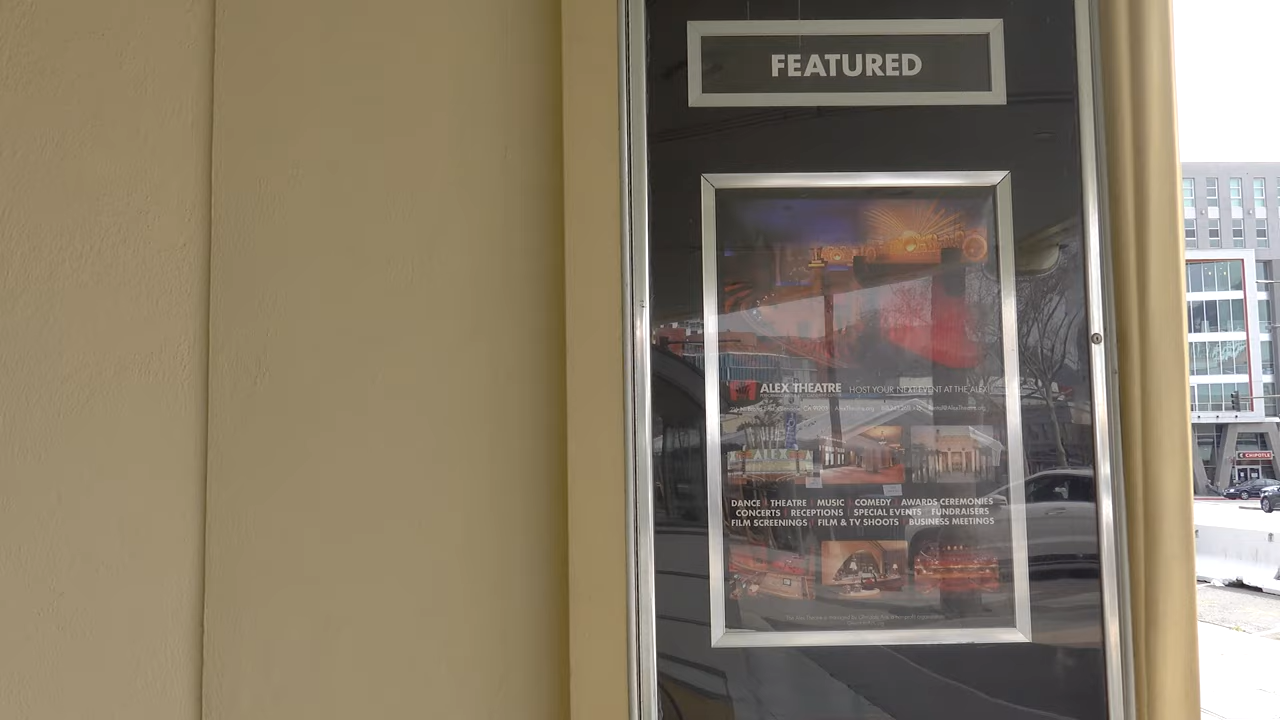 FEATURED
ALEX THEATRE HOST YOUR NEXT EVENT AT THE ALEX!
ALEX
DANCE | THEATRE | MUSIC | COMEDY | AWARDS CEREMONIES
CONCERTS | RECEPTIONS | SPECIAL EVENTS | FUNDRAISERS
FILM SCREENINGS | FILM & TV SHOOTS | BUSINESS MEETINGS
CHIPOTLE